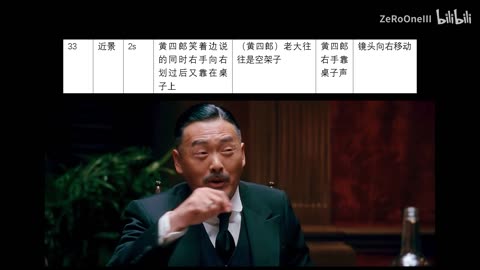 ZeRoOneIII bilibili
33 近景 2s 黄四郎笑着边说 （黄四郎）老大往 黄四郎 镜头向右移动
的同时右手向右 往是空架子 右手靠
划过后又靠在桌 桌子声
子上